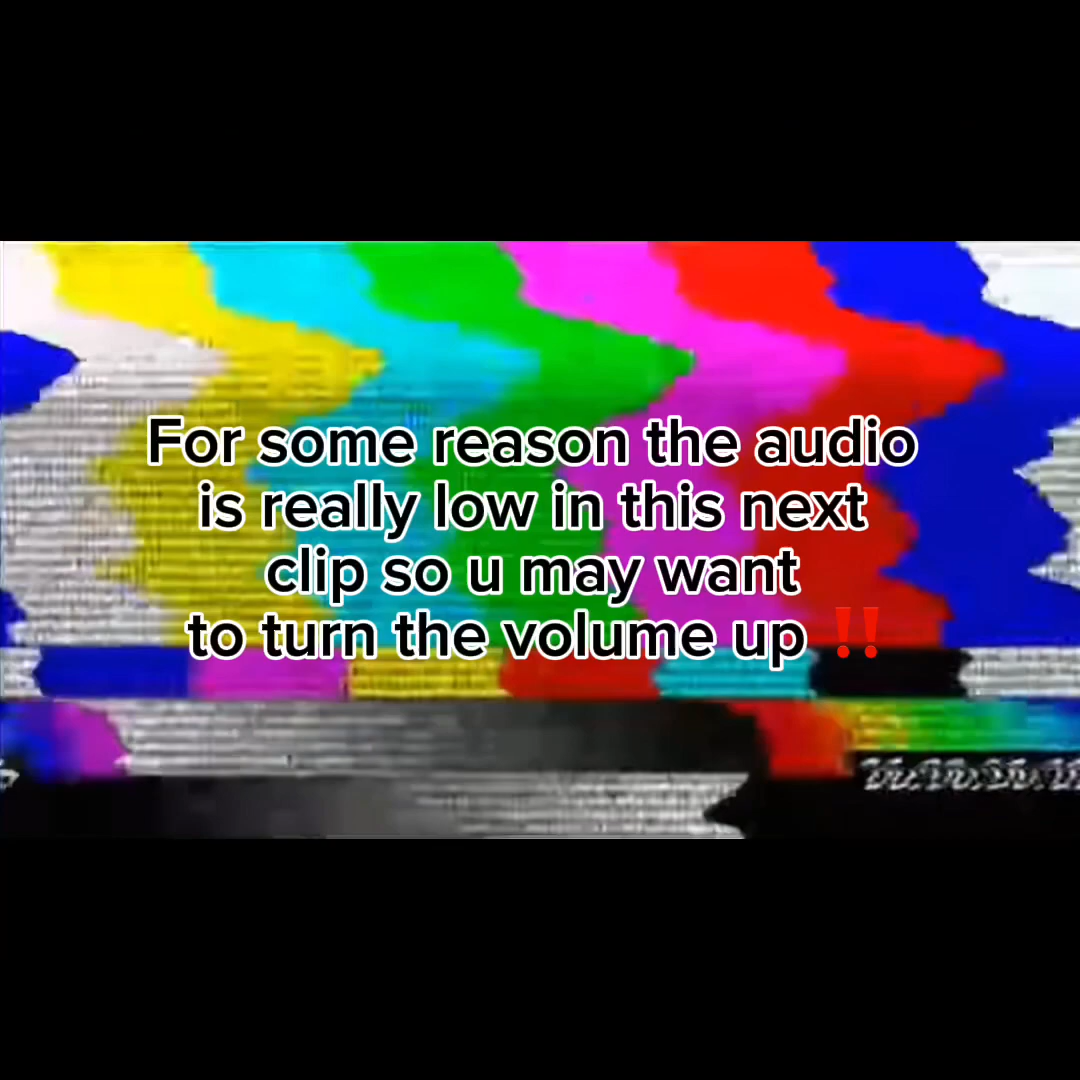 For some reason the audio
is really low in this next
clip so u may want
to turn the volume up ‼️